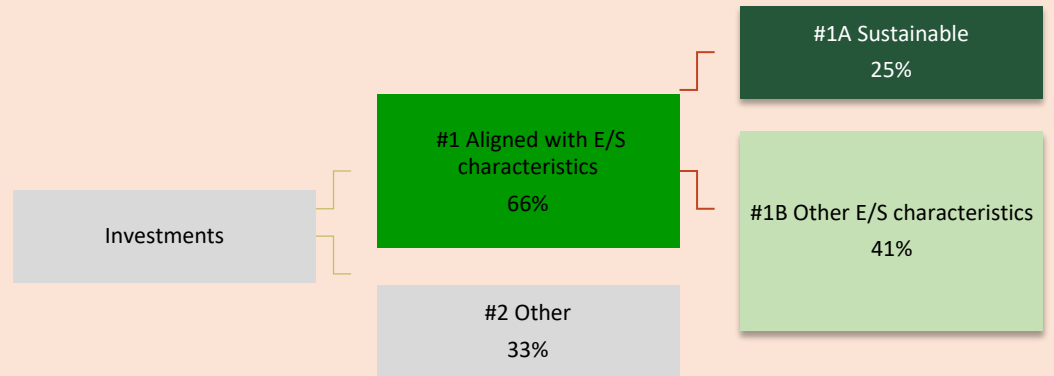 #1A Sustainable
25%
#1 Aligned with E/S
characteristics
66%
#1B Other E/S characteristics
41%
Investments
#2 Other
33%